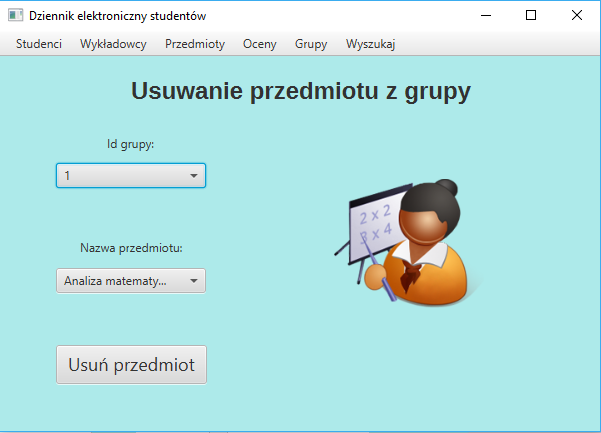 Dziennik elektroniczny studentów
Studenci Wykładowcy Przedmioty Oceny Grupy Wyszukaj
Usuwanie przedmiotu z grupy
Id grupy:
1
2 x 2
3 x 4
Nazwa przedmiotu:
Analiza matematy...
Usuń przedmiot